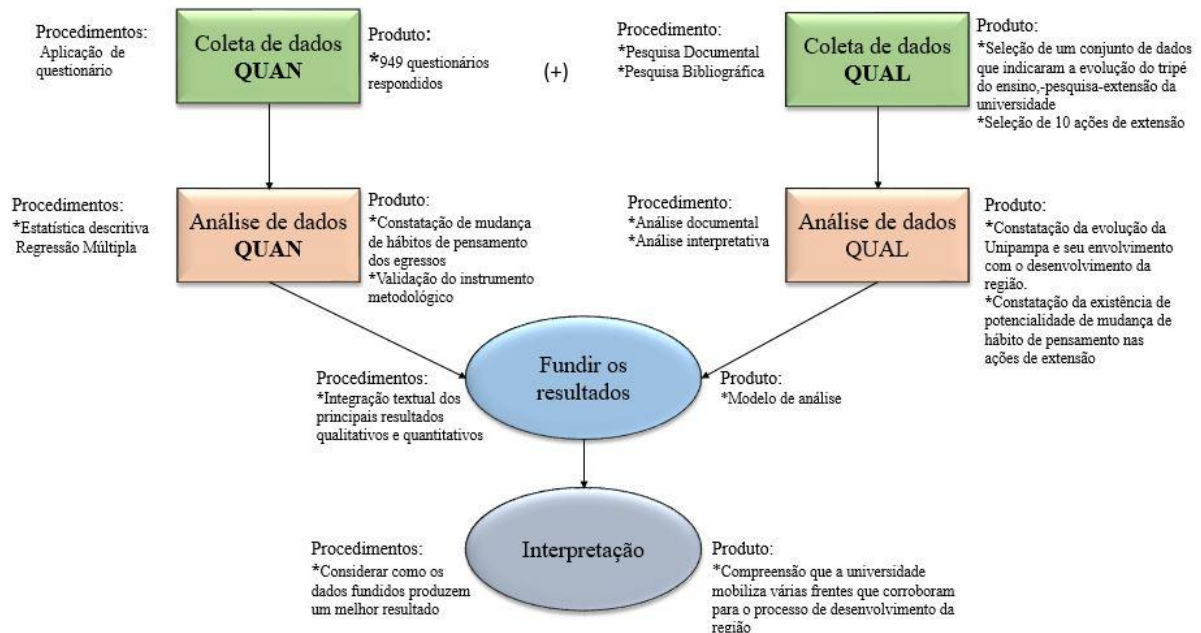 Procedimentos:
Aplicação de
questionário
Coleta de dados
QUAN
Produto:
*949 questionários
respondidos
(+)
Procedimento:
*Pesquisa Documental
*Pesquisa Bibliográfica
Coleta de dados
QUAL
Produto:
*Seleção de um conjunto de dados
que indicaram a evolução do tripé
do ensino,-pesquisa-extensão da
universidade
*Seleção de 10 ações de extensão
Procedimentos:
*Estatística descritiva
Regressão Múltipla
Análise de dados
QUAN
Produto:
*Constatação de mudança
de hábitos de pensamento
dos egressos
*Validação do instrumento
metodológico
Procedimento:
*Análise documental
*Análise interpretativa
Análise de dados
QUAL
Produto:
*Constatação da evolução da
Unipampa e seu envolvimento
com o desenvolvimento da
região.
*Constatação da existência de
potencialidade de mudança de
hábito de pensamento nas
ações de extensão
Procedimentos:
*Integração textual dos
principais resultados
qualitativos e quantitativos
Fundir os
resultados
Produto:
*Modelo de análise
Procedimentos:
*Considerar como os
dados fundidos produzem
um melhor resultado
Interpretação
Produto:
*Compreensão que a universidade
mobiliza várias frentes que corroboram
para o processo de desenvolvimento da
região